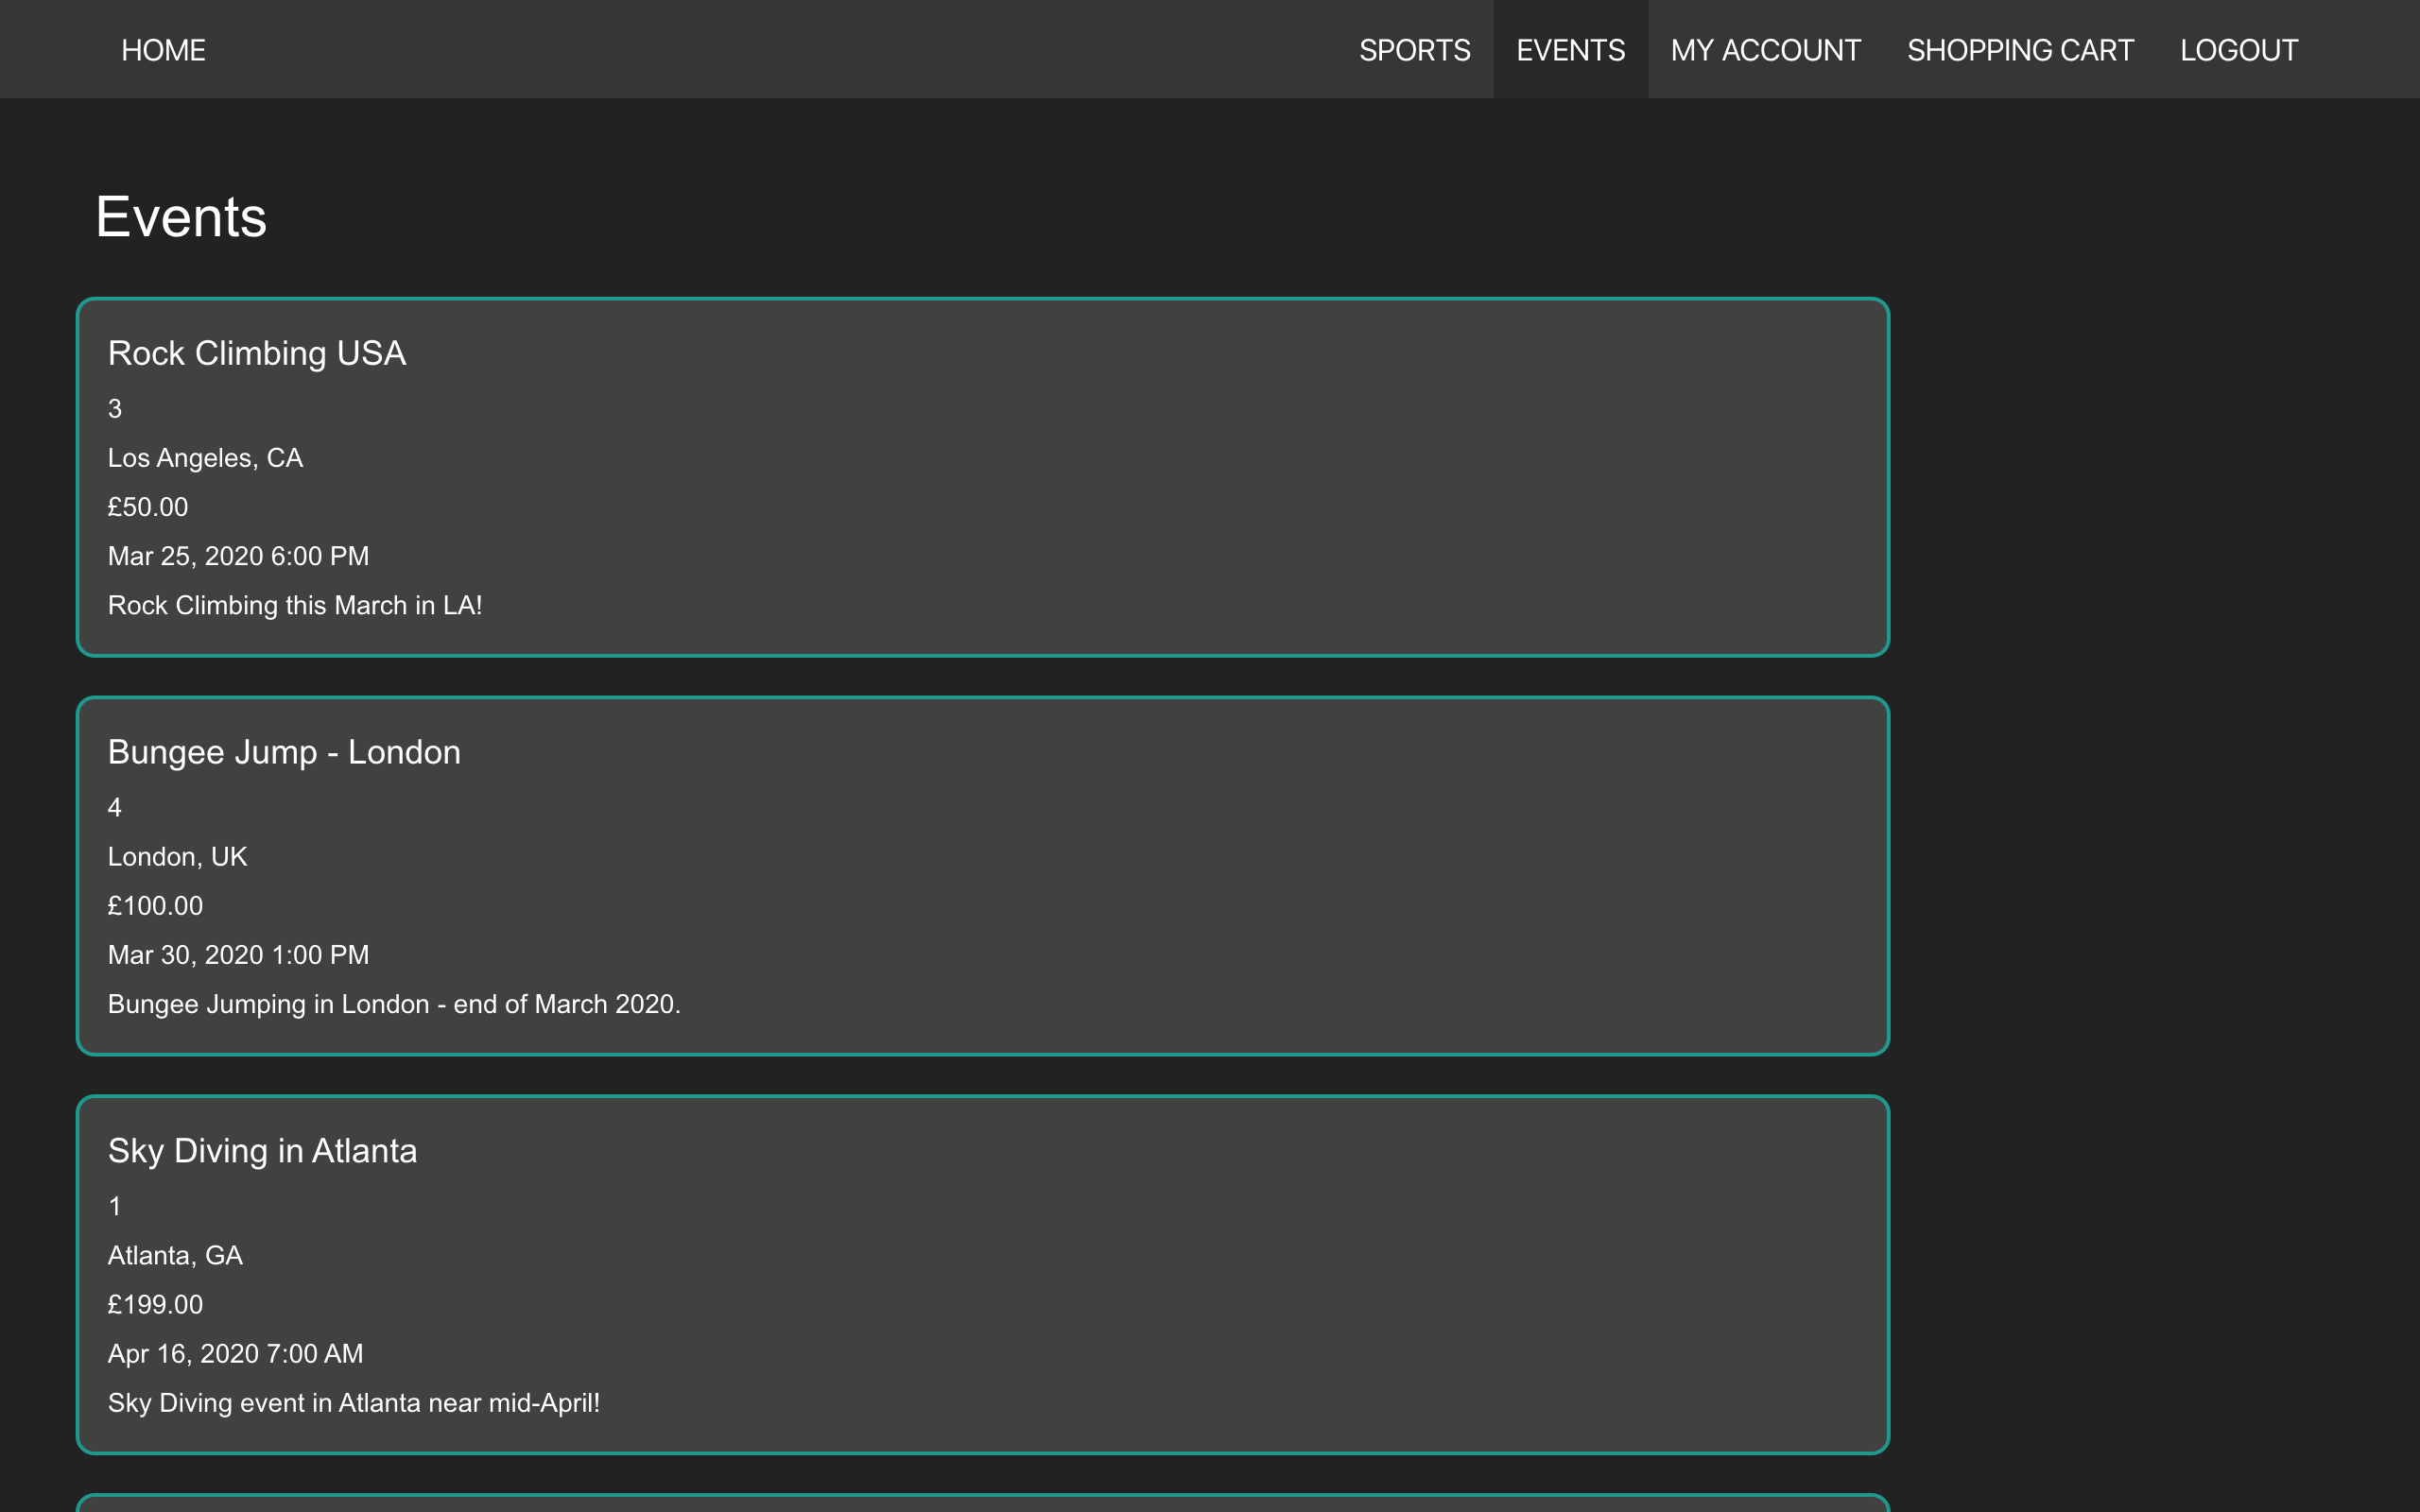 HOME SPORTS EVENTS MY ACCOUNT SHOPPING CART LOGOUT
Events
Rock Climbing USA
3
Los Angeles, CA
£50.00
Mar 25, 2020 6:00 PM
Rock Climbing this March in LA!
Bungee Jump - London
4
London, UK
£100.00
Mar 30, 2020 1:00 PM
Bungee Jumping in London - end of March 2020.
Sky Diving in Atlanta
1
Atlanta, GA
£199.00
Apr 16, 2020 7:00 AM
Sky Diving event in Atlanta near mid-April!